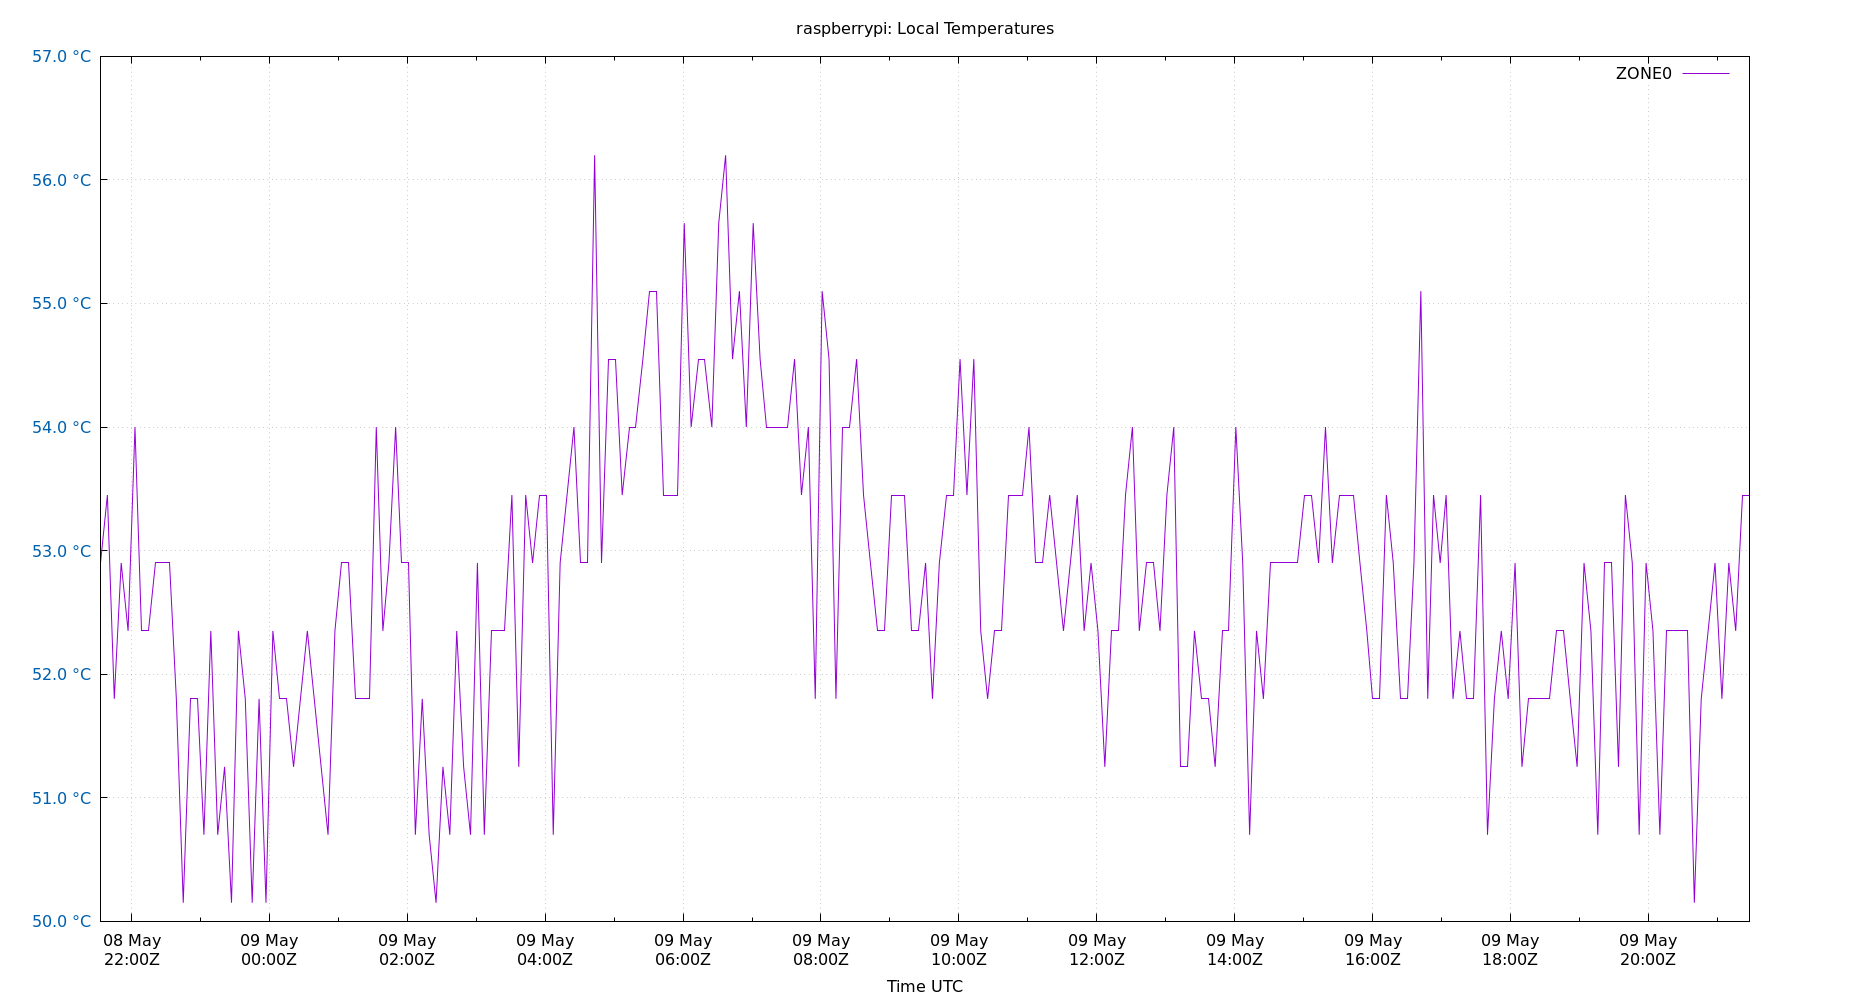 raspberrypi: Local Temperatures
57.0 °C
ZONE0
56.0 °C
55.0 °C
54.0 °C
53.0 °C
52.0 °C
51.0 °C
50.0 °C
08 May 09 May 09 May 09 May 09 May 09 May 09 May 09 May 09 May 09 May 09 May 09 May
22:00Z 00:00Z 02:00Z 04:00Z 06:00Z 08:00Z 10:00Z 12:00Z 14:00Z 16:00Z 18:00Z 20:00Z
Time UTC